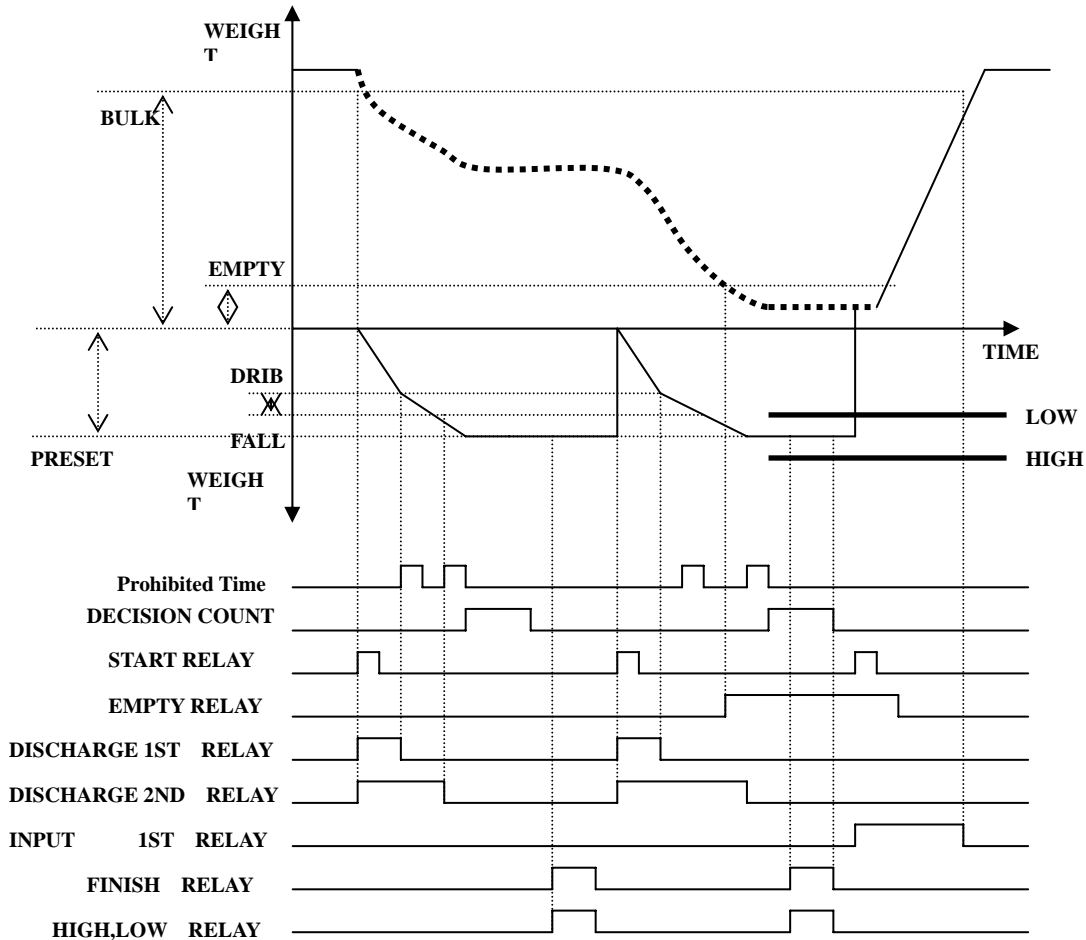 WEIGH
T
BULK
EMPTY
TIME
DRIB
LOW
FALL
PRESET
HIGH
WEIGH
T
Prohibited Time
DECISION COUNT
START RELAY
EMPTY RELAY
DISCHARGE 1ST RELAY
DISCHARGE 2ND RELAY
INPUT 1ST RELAY
FINISH RELAY
HIGH,LOW RELAY